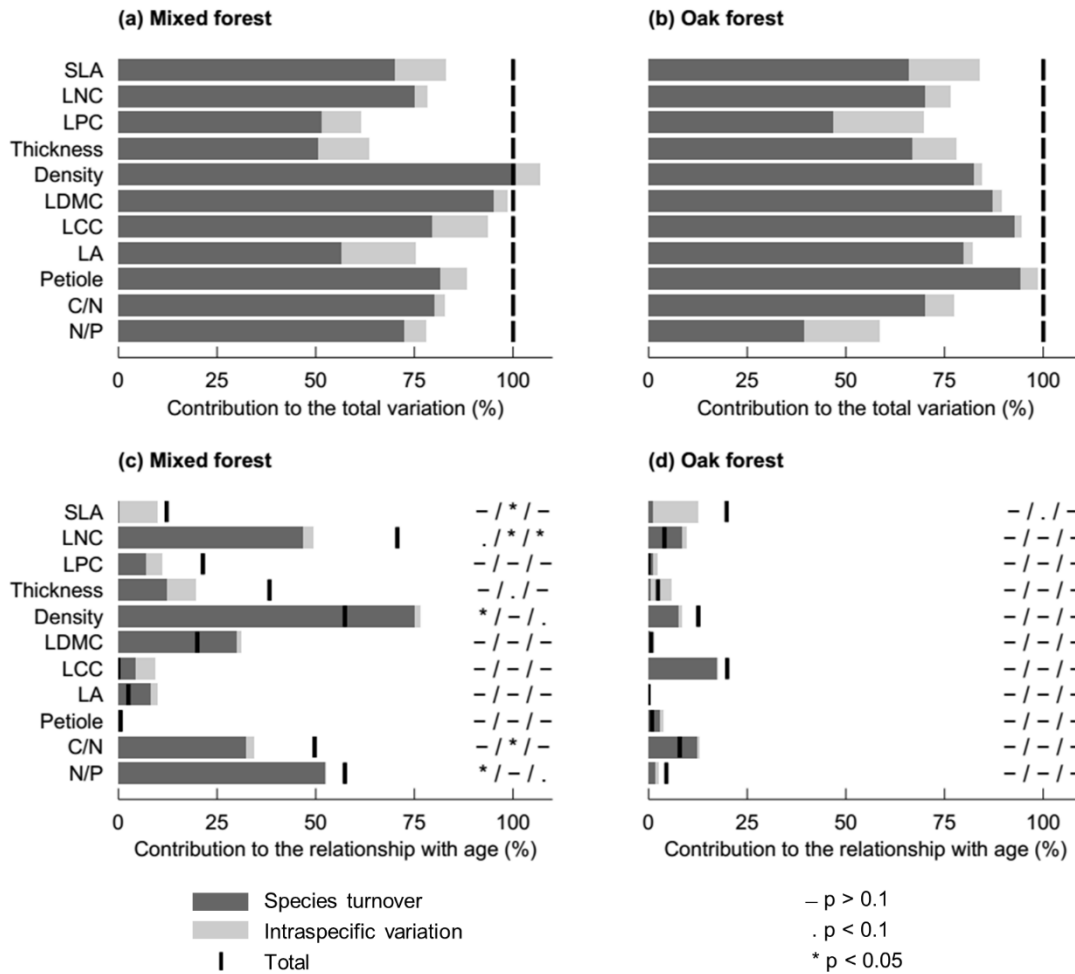 (a) Mixed forest
SLA
LNC
LPC
Thickness
Density
LDMC
LCC
LA
Petiole
C/N
N/P
0 25 50 75 100
Contribution to the total variation (%)
(b) Oak forest
0 25 50 75 100
Contribution to the total variation (%)
(c) Mixed forest
SLA – / * / –
LNC . / * / *
LPC – / – / –
Thickness – / . / –
Density * / – / .
LDMC – / – / –
LCC – / – / –
LA – / – / –
Petiole – / – / –
C/N – / * / –
N/P * / – / .
0 25 50 75 100
Contribution to the relationship with age (%)
(d) Oak forest
– / . / –
– / – / –
– / – / –
– / – / –
– / – / –
– / – / –
– / – / –
– / – / –
– / – / –
– / – / –
– / – / –
0 25 50 75 100
Contribution to the relationship with age (%)
Species turnover
Intraspecific variation
Total
– p > 0.1
. p < 0.1
* p < 0.05